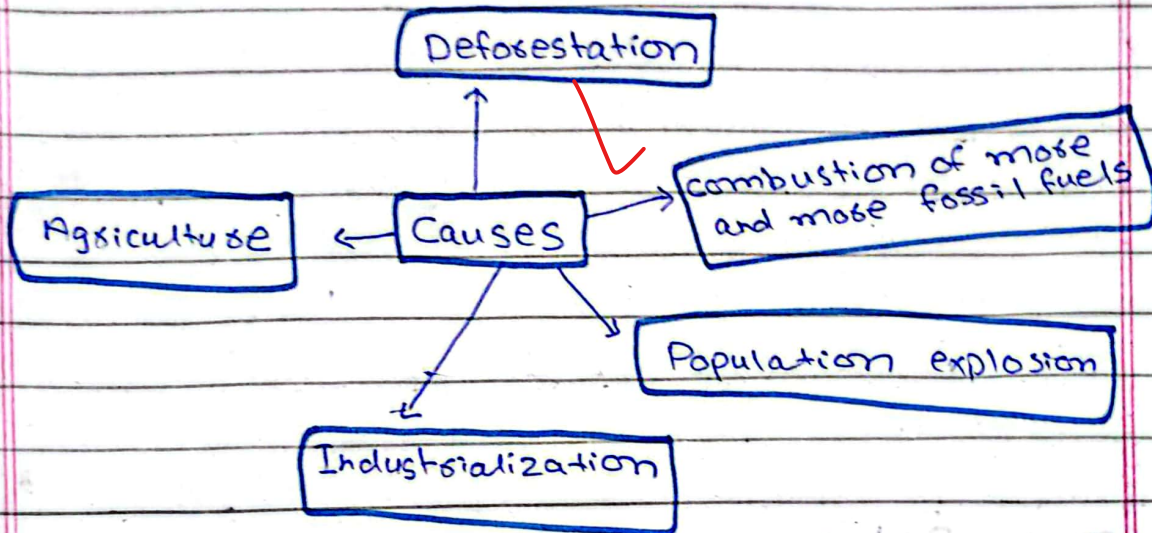 Deforestation
combustion of more
and more fossil fuels
Agriculture
Causes
Population explosion
Industrialization